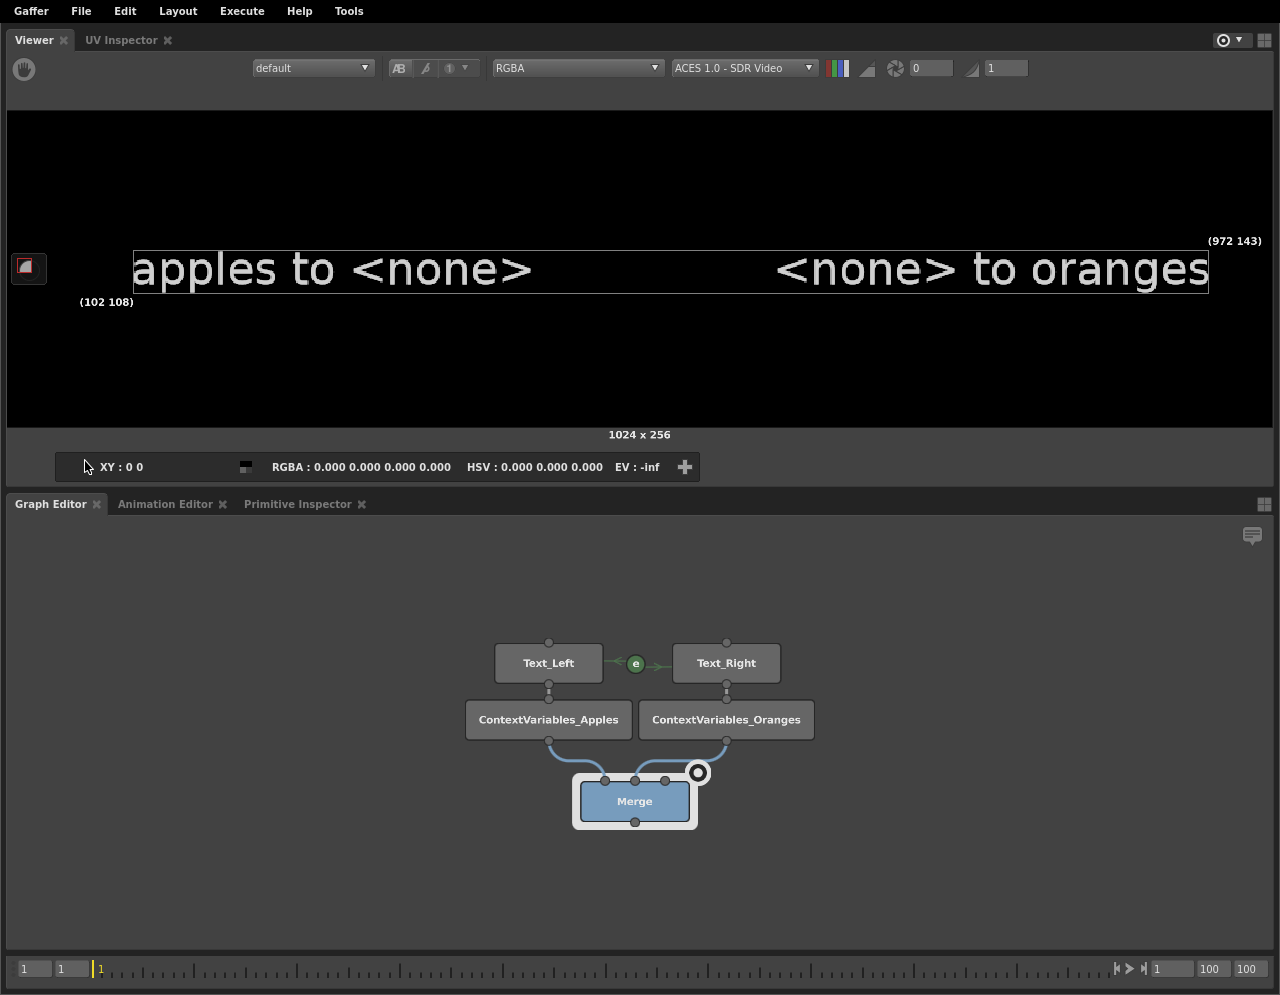 Gaffer File Edit Layout Execute Help Tools
Viewer UV Inspector
default AB 1 RGBA ACES 1.0 - SDR Video 0 1
(972 143)
apples to <none> <none> to oranges
(102 108)
1024 x 256
XY : 0 0 RGBA : 0.000 0.000 0.000 0.000 HSV : 0.000 0.000 0.000 EV : -inf
Graph Editor Animation Editor Primitive Inspector
Text_Left e Text_Right
ContextVariables_Apples ContextVariables_Oranges
Merge
1 1 1 1 100 100